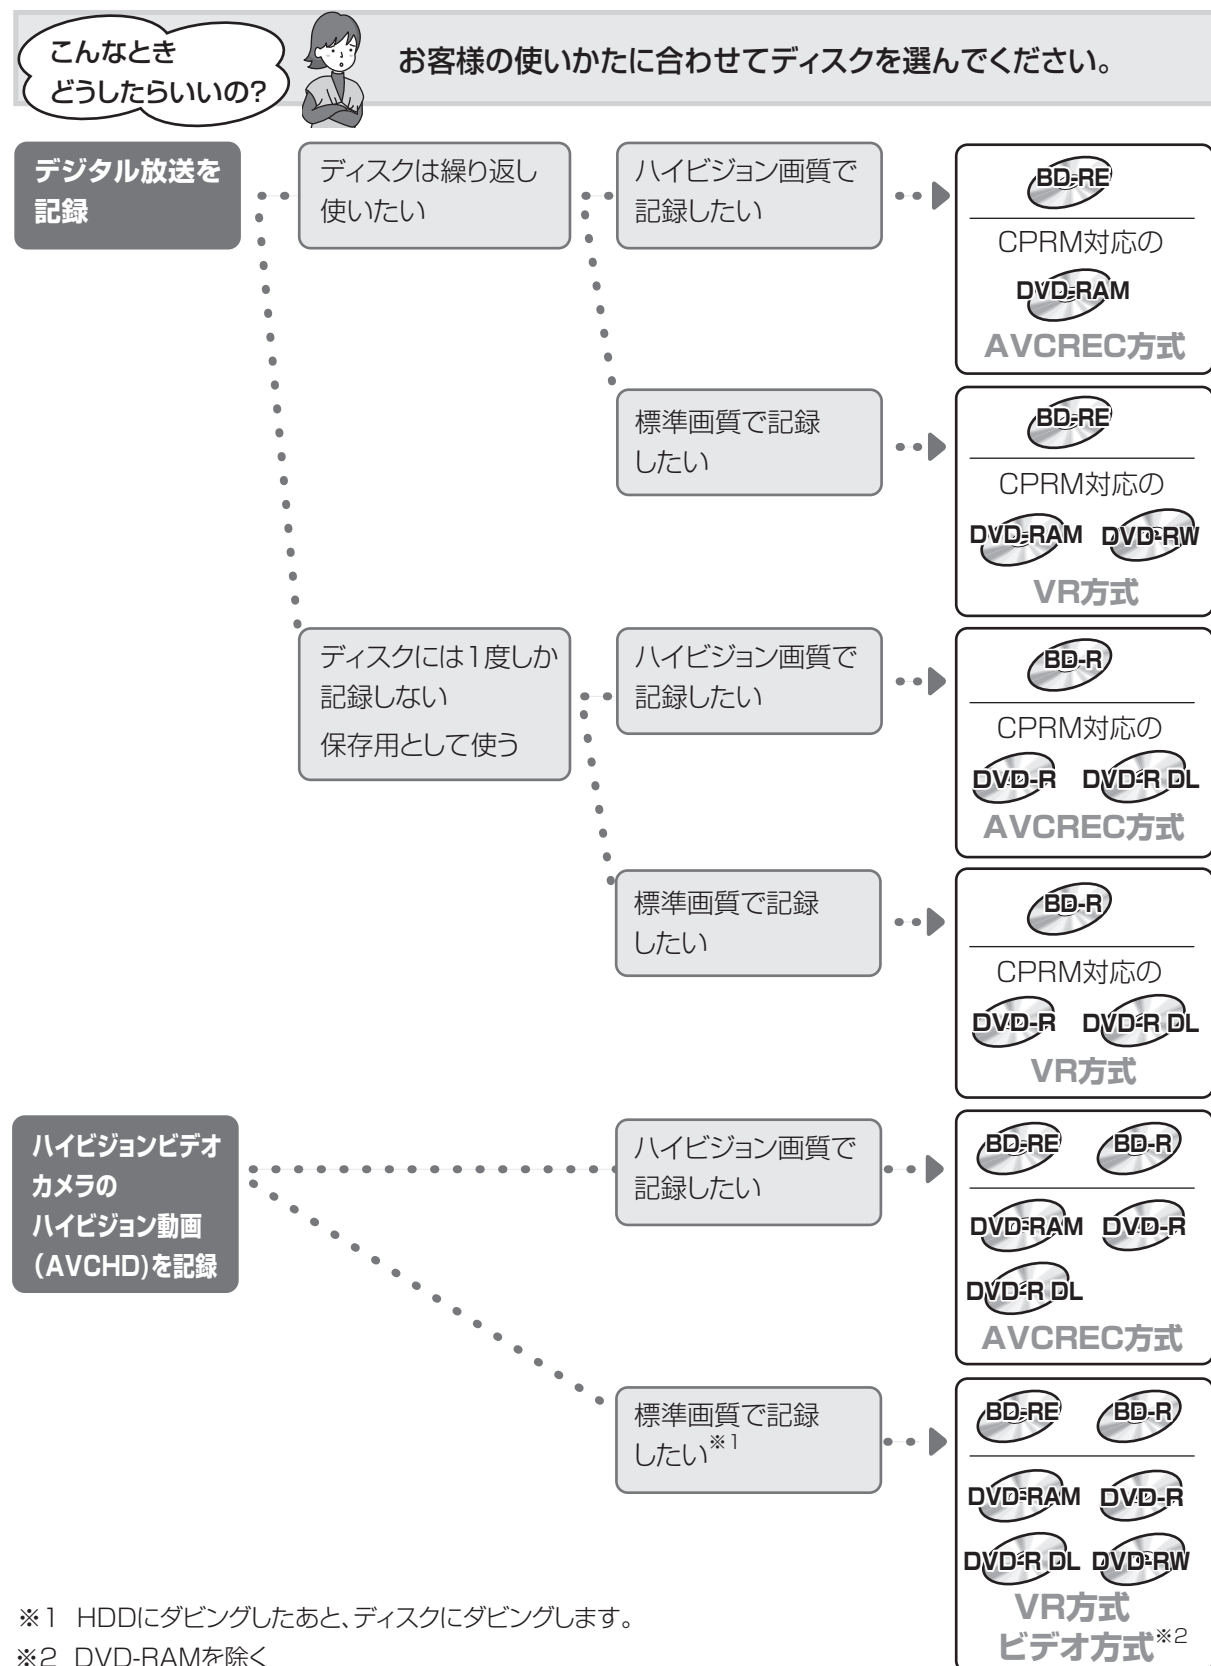 こんなとき
どうしたらいいの?
お客様の使いかたに合わせてディスクを選んでください。
デジタル放送を
記録
ディスクは繰り返し
使いたい
ハイビジョン画質で
記録したい
BD-RE
CPRM対応の
DVD-RAM
AVCREC方式
標準画質で記録
したい
BD-RE
CPRM対応の
DVD-RAM DVD-RW
VR方式
ディスクには1度しか
記録しない
保存用として使う
ハイビジョン画質で
記録したい
BD-R
CPRM対応の
DVD-R DVD-R DL
AVCREC方式
標準画質で記録
したい
BD-R
CPRM対応の
DVD-R DVD-R DL
VR方式
ハイビジョンビデオ
カメラの
ハイビジョン動画
(AVCHD)を記録
ハイビジョン画質で
記録したい
BD-RE BD-R
DVD-RAM DVD-R
DVD-R DL
AVCREC方式
標準画質で記録
したい※1
BD-RE BD-R
DVD-RAM DVD-R
DVD-R DL DVD-RW
VR方式
ビデオ方式※2
※1 HDDにダビングしたあと、ディスクにダビングします。
※2 DVD-RAMを除く